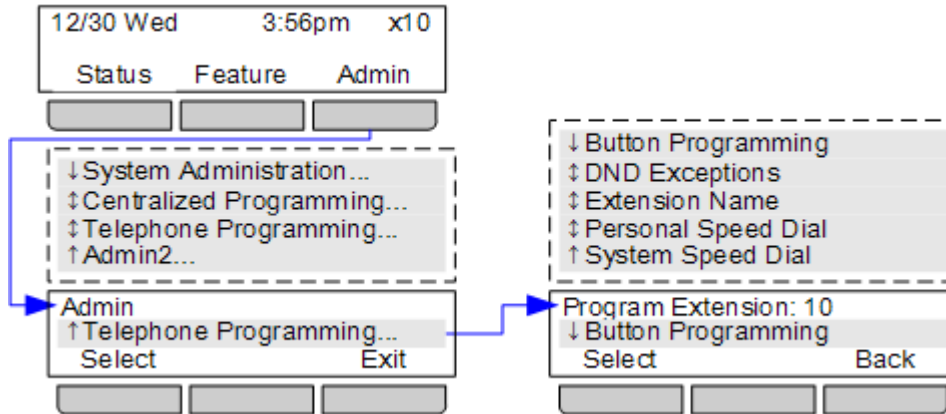 12/30 Wed 3:56pm x10
Status Feature Admin
↓System Administration...
↕Centralized Programming...
↕Telephone Programming...
↑Admin2...
Admin
↑Telephone Programming...
Select Exit
↓Button Programming
↕DND Exceptions
↕Extension Name
↕Personal Speed Dial
↑System Speed Dial
Program Extension: 10
↓Button Programming
Select Back